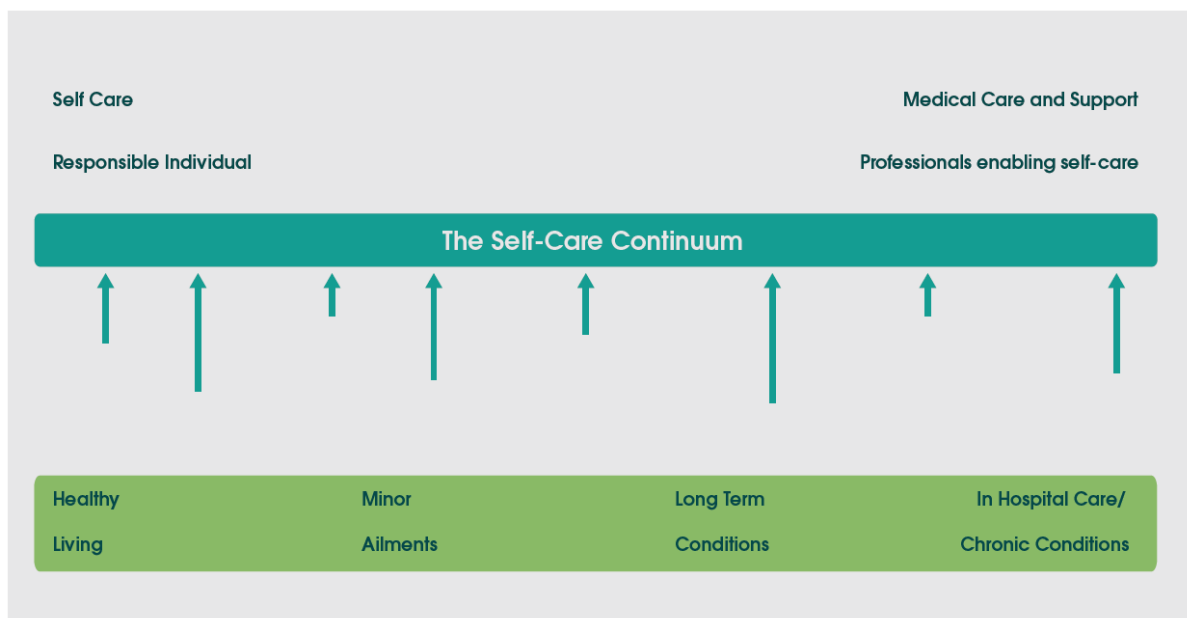 Self Care
Medical Care and Support
Responsible Individual
Professionals enabling self-care
The Self-Care Continuum
Healthy
Minor
Long Term
In Hospital Care/
Living
Ailments
Conditions
Chronic Conditions